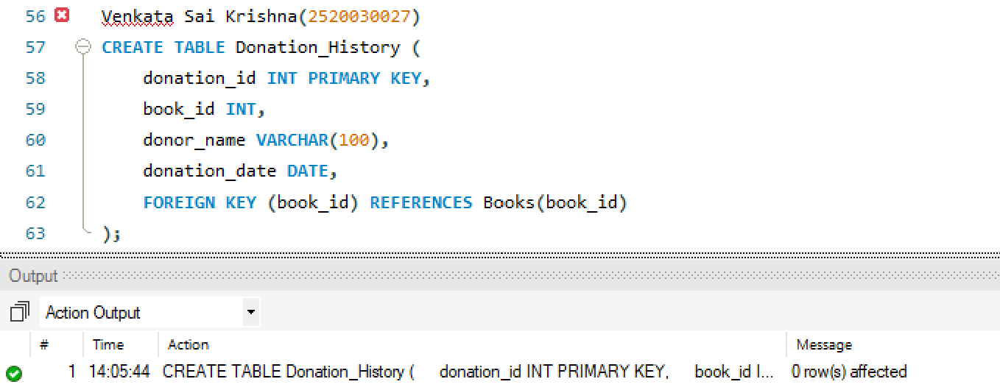 56 Venkata Sai Krishna(2520030027)
57 CREATE TABLE Donation_History (
58 donation_id INT PRIMARY KEY,
59 book_id INT,
60 donor_name VARCHAR(100),
61 donation_date DATE,
62 FOREIGN KEY (book_id) REFERENCES Books(book_id)
63 );
Output
Action Output
# Time Action Message
1 14:05:44 CREATE TABLE Donation_History ( donation_id INT PRIMARY KEY, book_id I... 0 row(s) affected